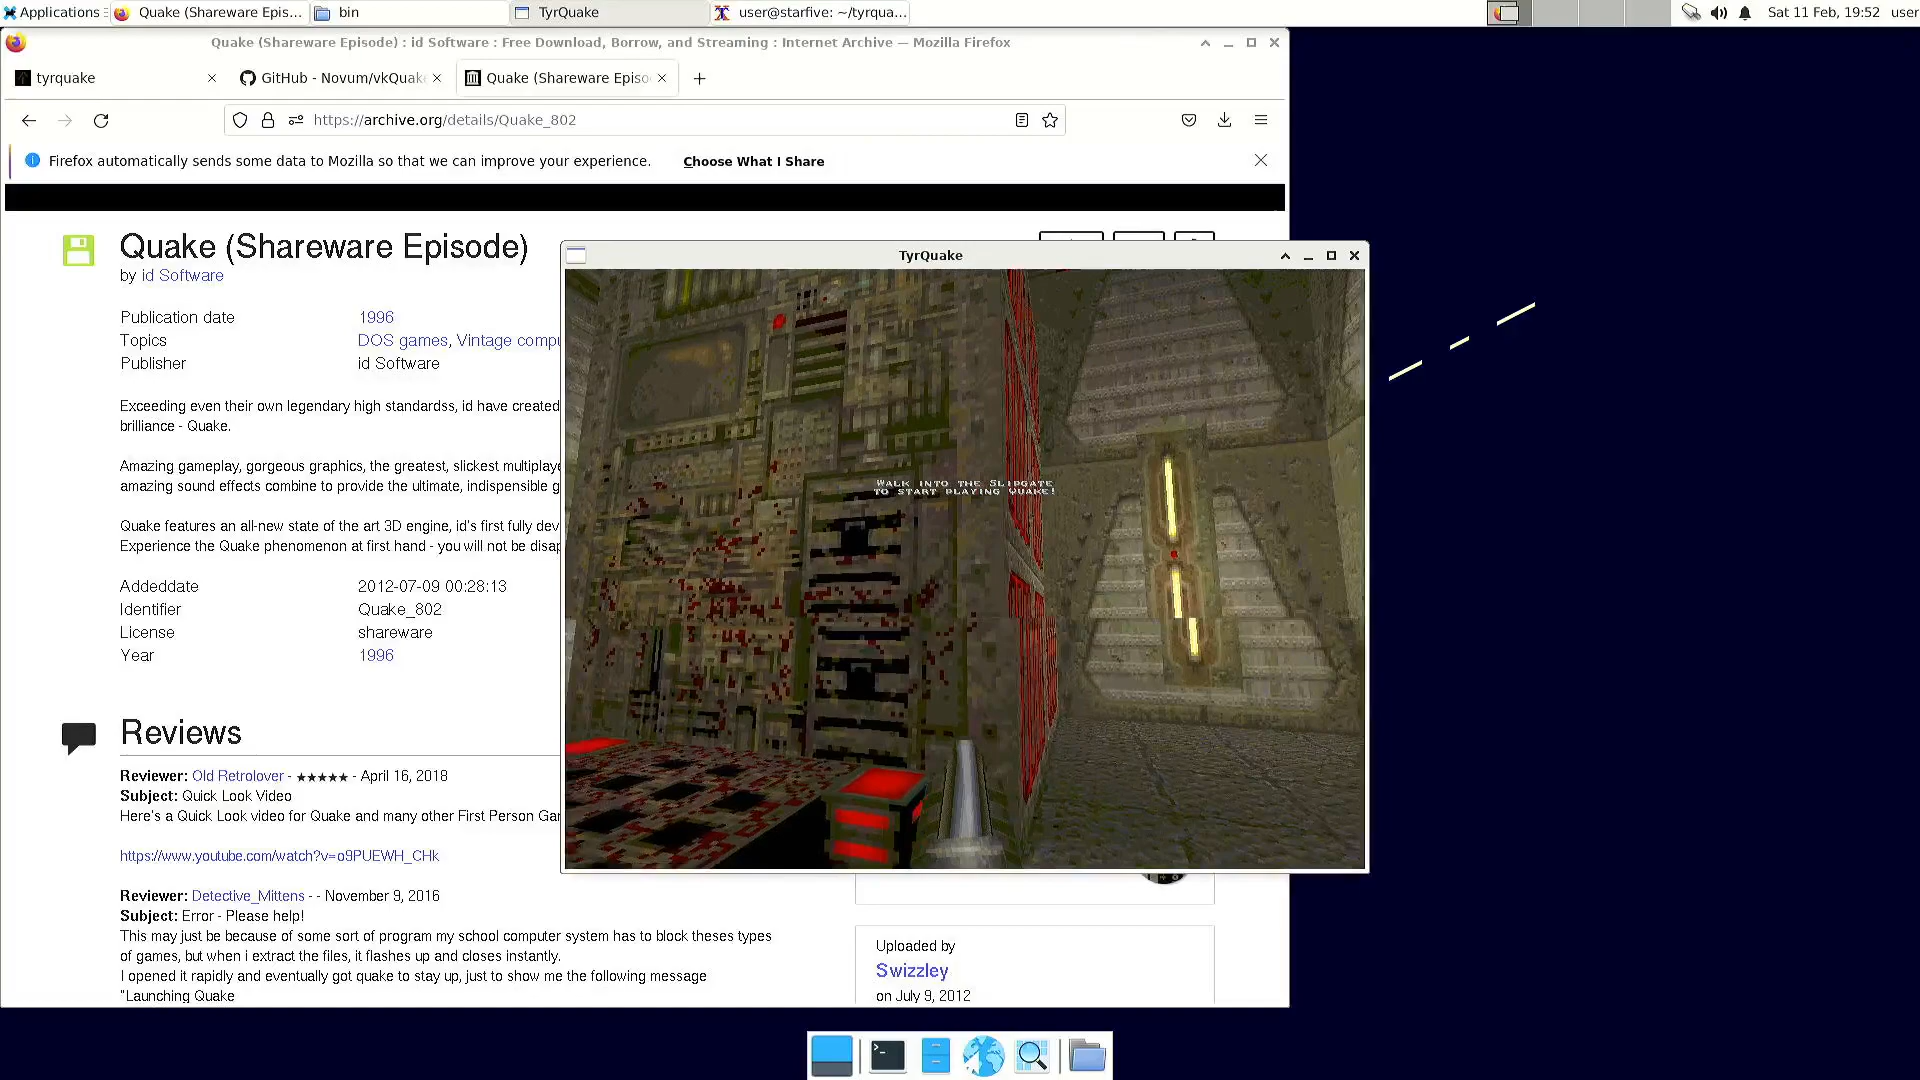 Applications
Quake (Shareware Epis...
bin
TyrQuake
user@starfive: ~/tyrqua...
Sat 11 Feb, 19:52
user
Quake (Shareware Episode) : id Software : Free Download, Borrow, and Streaming : Internet Archive — Mozilla Firefox
tyrquake
GitHub - Novum/vkQuak
Quake (Shareware Episo
https://archive.org/details/Quake_802
Firefox automatically sends some data to Mozilla so that we can improve your experience.
Choose What I Share
Quake (Shareware Episode)
by id Software
TyrQuake
Publication date 1996
Topics DOS games, Vintage compu
Publisher id Software
Exceeding even their own legendary high standardss, id have created
brilliance - Quake.
Amazing gameplay, gorgeous graphics, the greatest, slickest multiplaye
amazing sound effects combine to provide the ultimate, indispensible g
WALK INTO THE SLIPGATE
TO START PLAYING QUAKE!
Quake features an all-new state of the art 3D engine, id's first fully dev
Experience the Quake phenomenon at first hand - you will not be disap
Addeddate 2012-07-09 00:28:13
Identifier Quake_802
License shareware
Year 1996
Reviews
Reviewer: Old Retrolover - ★★★★★ - April 16, 2018
Subject: Quick Look Video
Here's a Quick Look video for Quake and many other First Person Gar
https://www.youtube.com/watch?v=o9PUEWH_CHk
Reviewer: Detective_Mittens - - November 9, 2016
Subject: Error - Please help!
This may just be because of some sort of program my school computer system has to block theses types
of games, but when i extract the files, it flashes up and closes instantly.
I opened it rapidly and eventually got quake to stay up, just to show me the following message
"Launching Quake
Uploaded by
Swizzley
on July 9, 2012